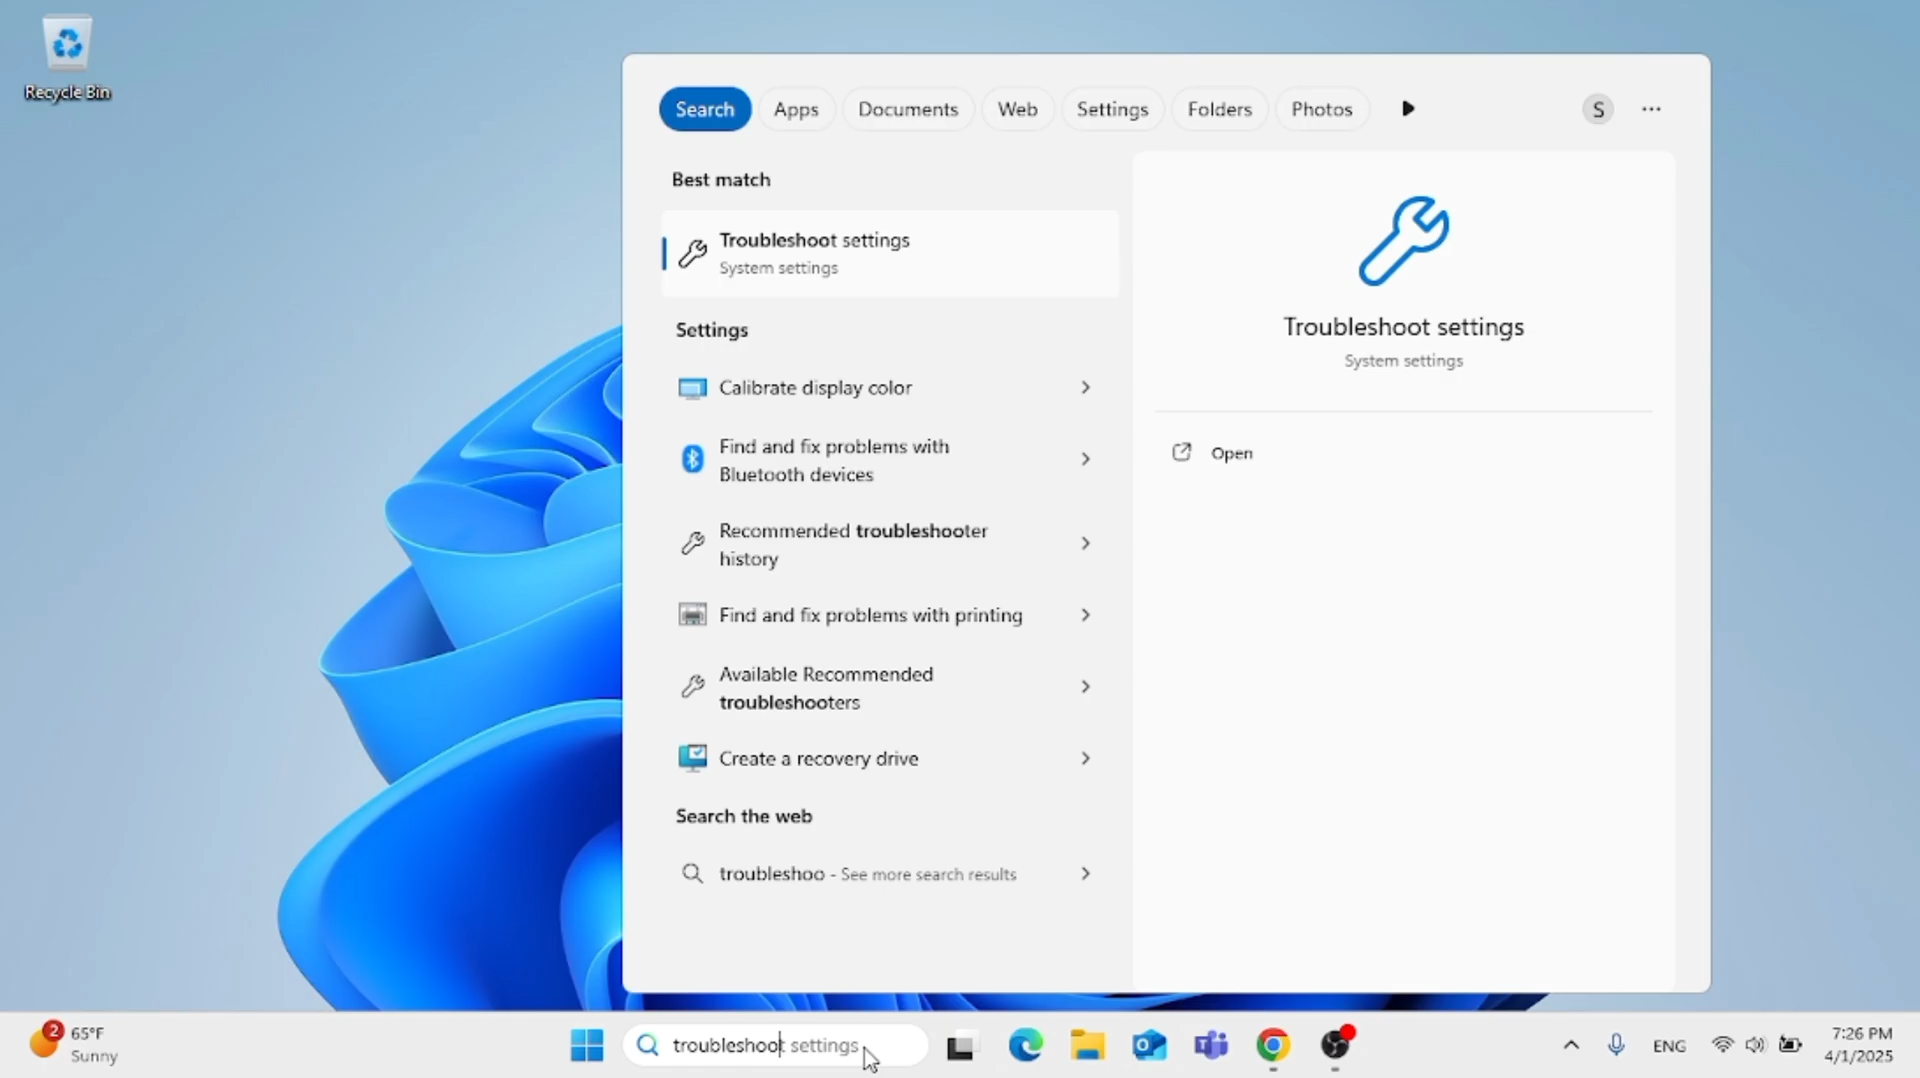 Recycle Bin
Search Apps Documents Web Settings Folders Photos S
Best match
Troubleshoot settings
System settings
Settings
Calibrate display color
Find and fix problems with
Bluetooth devices
Recommended troubleshooter
history
Find and fix problems with printing
Available Recommended
troubleshooters
Create a recovery drive
Search the web
troubleshoo - See more search results
Troubleshoot settings
System settings
Open
2 65°F
Sunny
troubleshoot settings
ENG
7:26 PM
4/1/2025